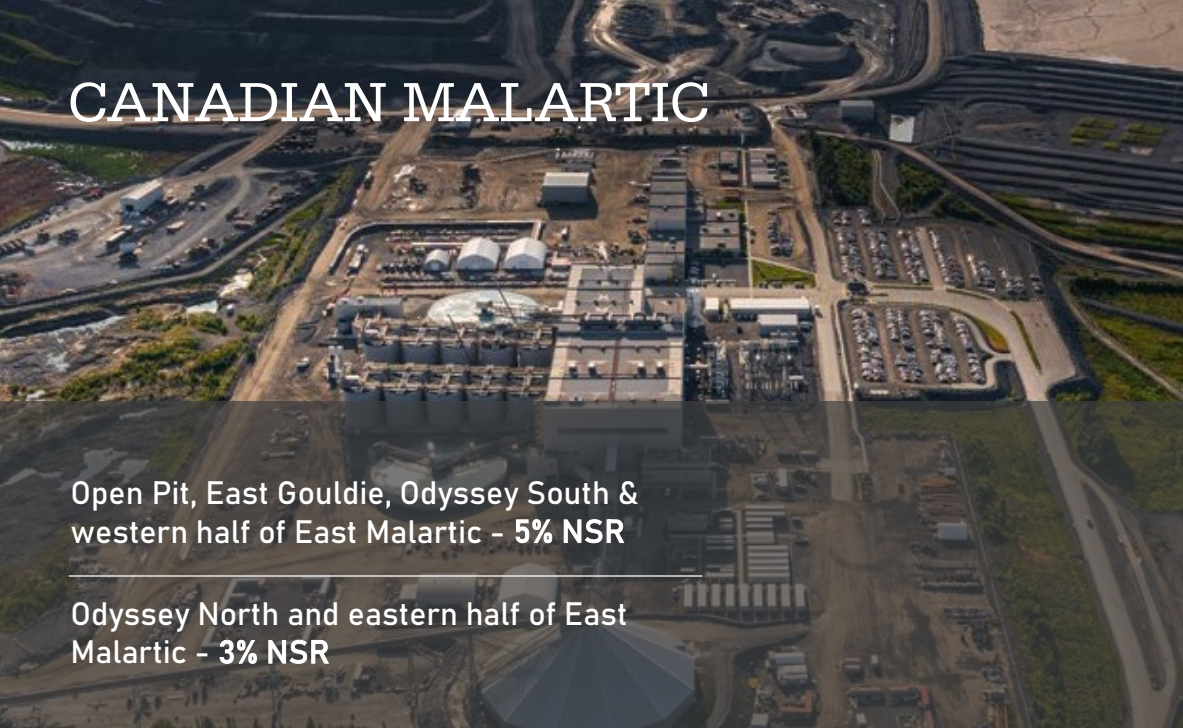 CANADIAN MALARTIC
Open Pit, East Gouldie, Odyssey South &
western half of East Malartic - 5% NSR
Odyssey North and eastern half of East
Malartic - 3% NSR